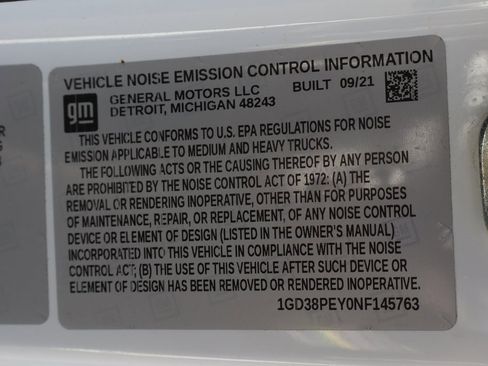 VEHICLE NOISE EMISSION CONTROL INFORMATION
gm
GENERAL MOTORS LLC BUILT 09/21
DETROIT, MICHIGAN 48243
THIS VEHICLE CONFORMS TO U.S. EPA REGULATIONS FOR NOISE
EMISSION APPLICABLE TO MEDIUM AND HEAVY TRUCKS.
THE FOLLOWING ACTS OR THE CAUSING THEREOF BY ANY PERSON
ARE PROHIBITED BY THE NOISE CONTROL ACT OF 1972: (A) THE
REMOVAL OR RENDERING INOPERATIVE, OTHER THAN FOR PURPOSES
OF MAINTENANCE, REPAIR, OR REPLACEMENT, OF ANY NOISE CONTROL
DEVICE OR ELEMENT OF DESIGN (LISTED IN THE OWNER'S MANUAL)
INCORPORATED INTO THIS VEHICLE IN COMPLIANCE WITH THE NOISE
CONTROL ACT; (B) THE USE OF THIS VEHICLE AFTER SUCH DEVICE OR
ELEMENT OF DESIGN HAS BEEN REMOVED OR RENDERED INOPERATIVE.
1GD38PEY0NF145763